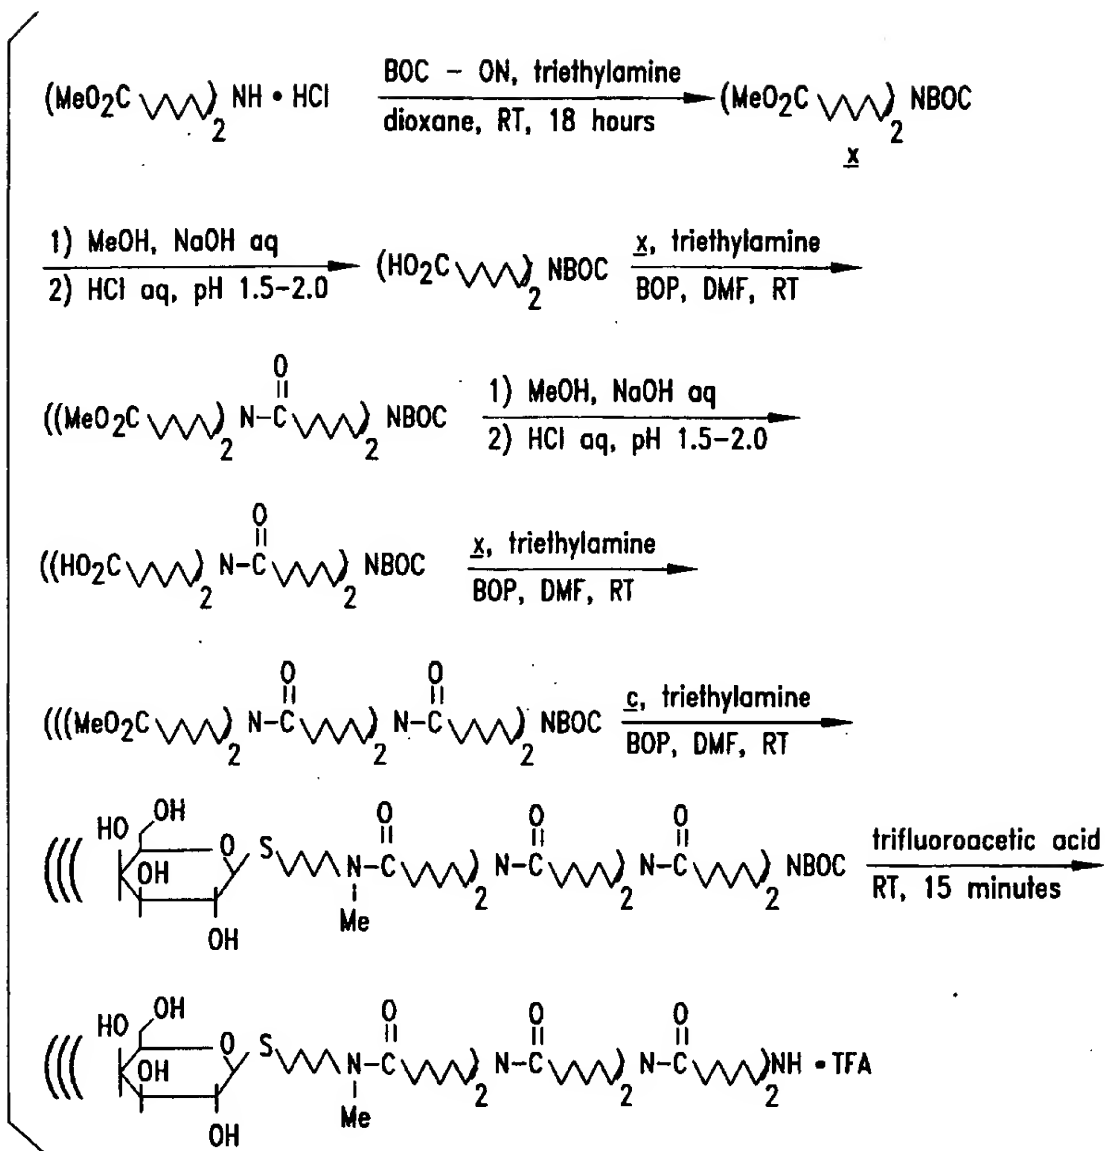 (MeO2C )2 NH • HCl BOC - ON, triethylamine dioxane, RT, 18 hours (MeO2C )2 NBOC
x
1) MeOH, NaOH aq 2) HCl aq, pH 1.5-2.0 (HO2C )2 NBOC x, triethylamine BOP, DMF, RT
O
((MeO2C )2 N-C )2 NBOC 1) MeOH, NaOH aq 2) HCl aq, pH 1.5-2.0
O
((HO2C )2 N-C )2 NBOC x, triethylamine BOP, DMF, RT
O O
(((MeO2C )2 N-C )2 N-C )2 NBOC c, triethylamine BOP, DMF, RT
OH O O O
HO O S
((( OH N-C )2 N-C )2 N-C )2 NBOC trifluoroacetic acid RT, 15 minutes
Me
OH
OH O O O
HO O S
((( OH N-C )2 N-C )2 N-C )2 NH • TFA
Me
OH